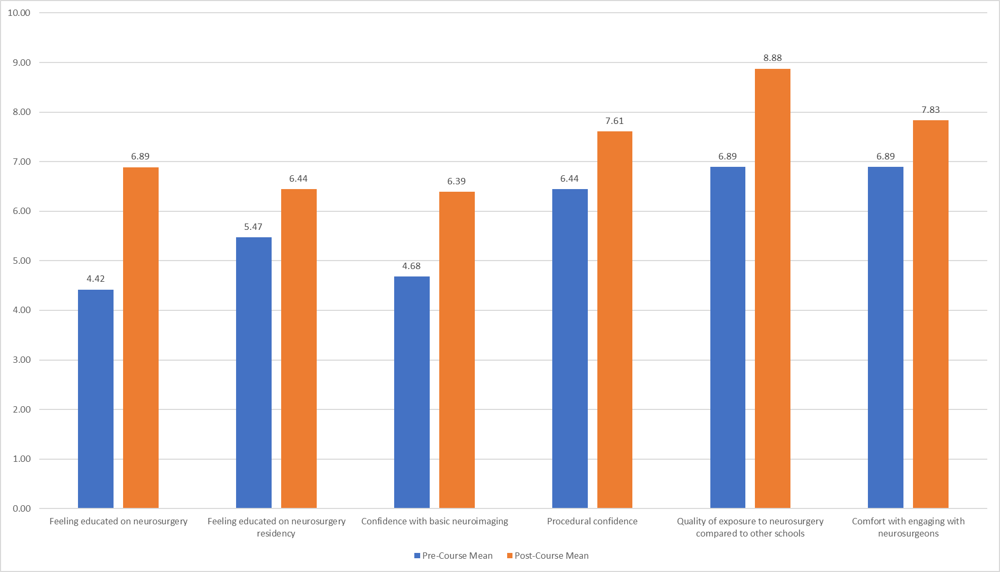 10.00
9.00
8.00
7.00
6.00
5.00
4.00
3.00
2.00
1.00
0.00
4.42
6.89
5.47
6.44
4.68
6.39
6.44
7.61
6.89
8.88
6.89
7.83
Feeling educated on neurosurgery
Feeling educated on neurosurgery
residency
Confidence with basic neuroimaging
Procedural confidence
Quality of exposure to neurosurgery
compared to other schools
Comfort with engaging with
neurosurgeons
Pre-Course Mean
Post-Course Mean